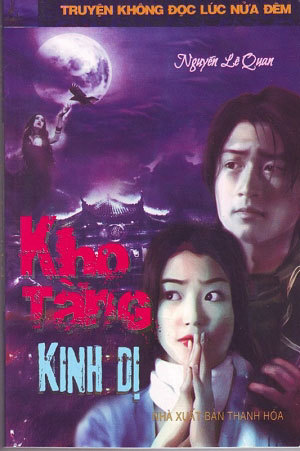 TRUYỆN KHÔNG ĐỌC LÚC NỬA ĐÊM
Nguyễn Lê Quan
Kho
Tàng
KINH DỊ
NHÀ XUẤT BẢN THANH HÓA